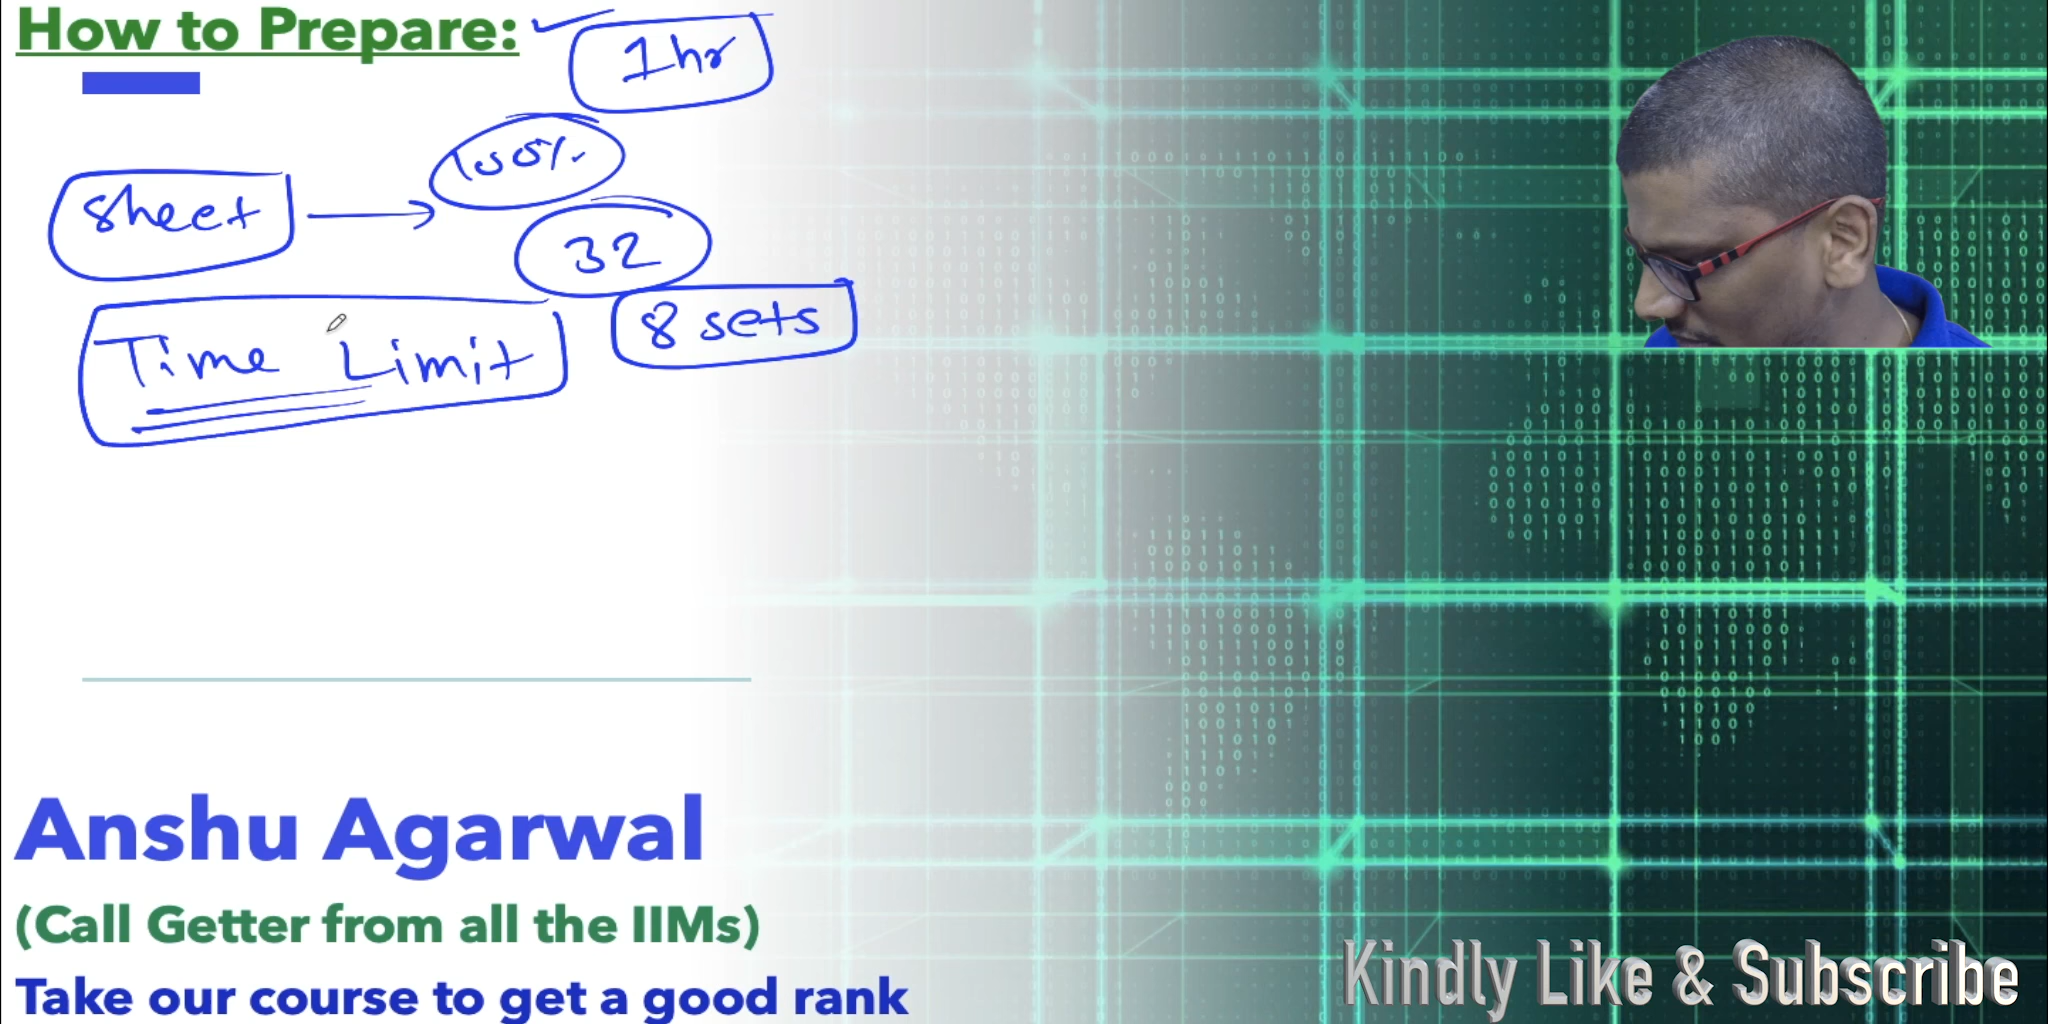 How to Prepare:
1hr
100%
Sheet
32
8 sets
Time Limit
Anshu Agarwal
(Call Getter from all the IIMs)
Take our course to get a good rank
Kindly Like & Subscribe